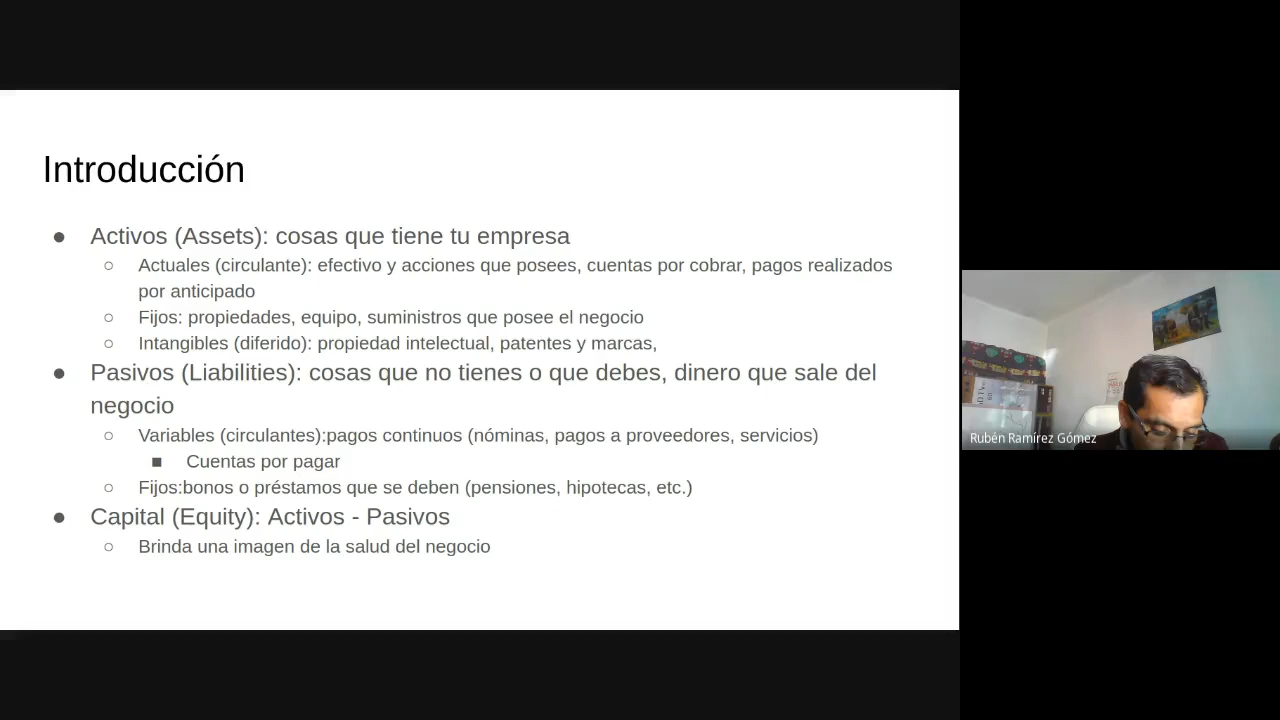 Introducción
● Activos (Assets): cosas que tiene tu empresa
○ Actuales (circulante): efectivo y acciones que posees, cuentas por cobrar, pagos realizados
por anticipado
○ Fijos: propiedades, equipo, suministros que posee el negocio
○ Intangibles (diferido): propiedad intelectual, patentes y marcas,
● Pasivos (Liabilities): cosas que no tienes o que debes, dinero que sale del
negocio
○ Variables (circulantes):pagos continuos (nóminas, pagos a proveedores, servicios)
■ Cuentas por pagar
○ Fijos:bonos o préstamos que se deben (pensiones, hipotecas, etc.)
● Capital (Equity): Activos - Pasivos
○ Brinda una imagen de la salud del negocio
Rubén Ramírez Gómez